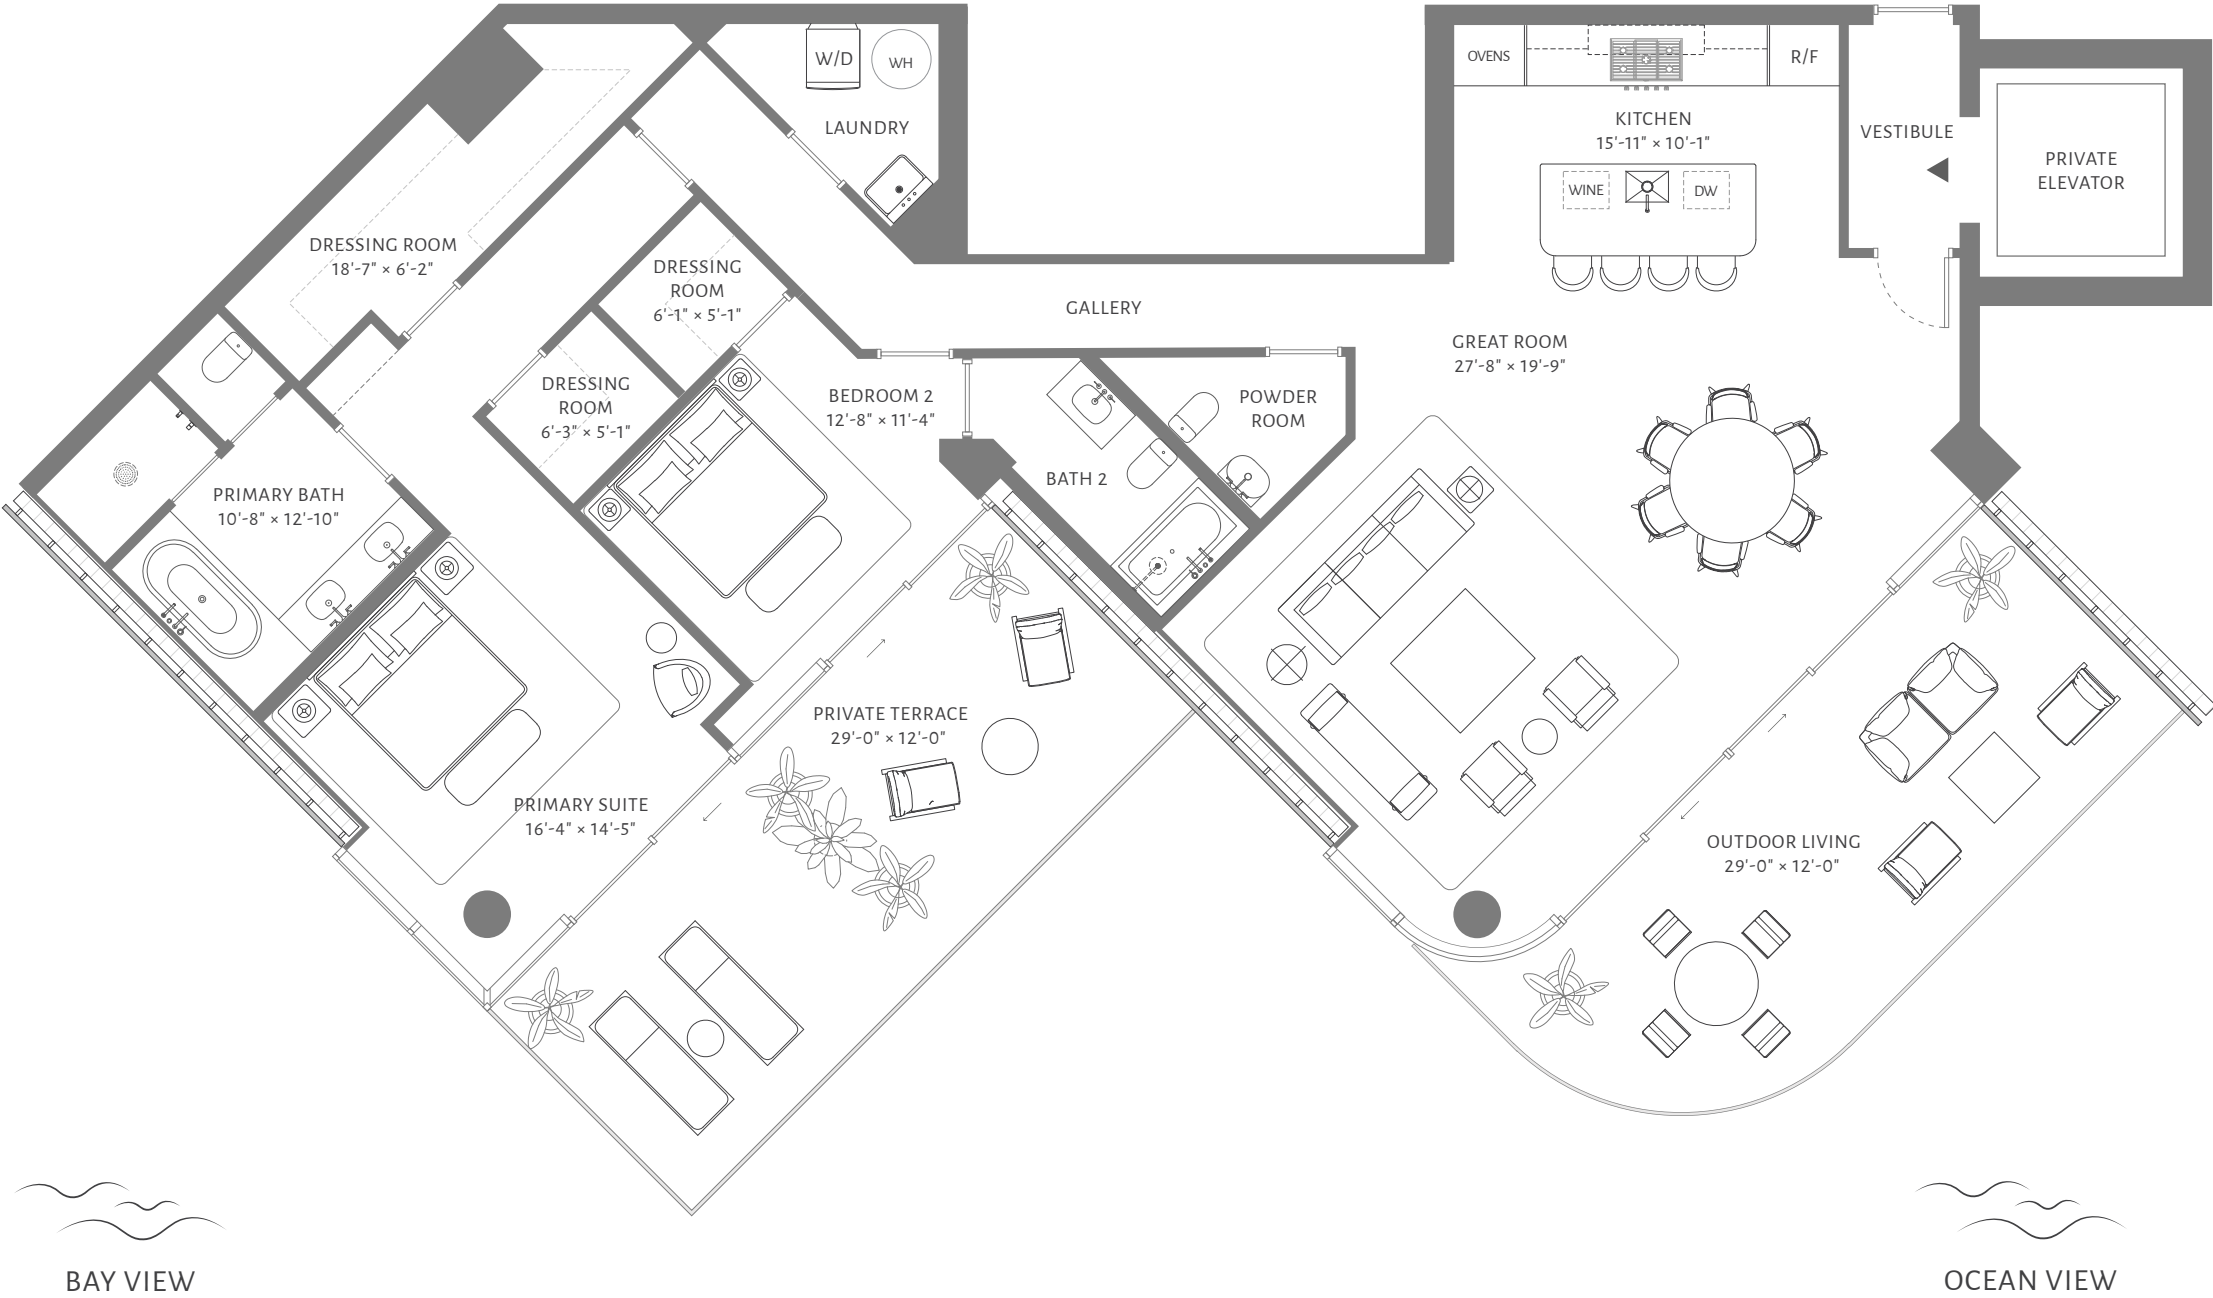 W/D
WH
LAUNDRY
OVENS
R/F
KITCHEN
15'-11" × 10'-1"
WINE
DW
VESTIBULE
PRIVATE
ELEVATOR
DRESSING ROOM
18'-7" × 6'-2"
DRESSING
ROOM
6'-1" × 5'-1"
GALLERY
GREAT ROOM
27'-8" × 19'-9"
DRESSING
ROOM
6'-3" × 5'-1"
BEDROOM 2
12'-8" × 11'-4"
POWDER
ROOM
BATH 2
PRIMARY BATH
10'-8" × 12'-10"
PRIVATE TERRACE
29'-0" × 12'-0"
PRIMARY SUITE
16'-4" × 14'-5"
OUTDOOR LIVING
29'-0" × 12'-0"
BAY VIEW
OCEAN VIEW